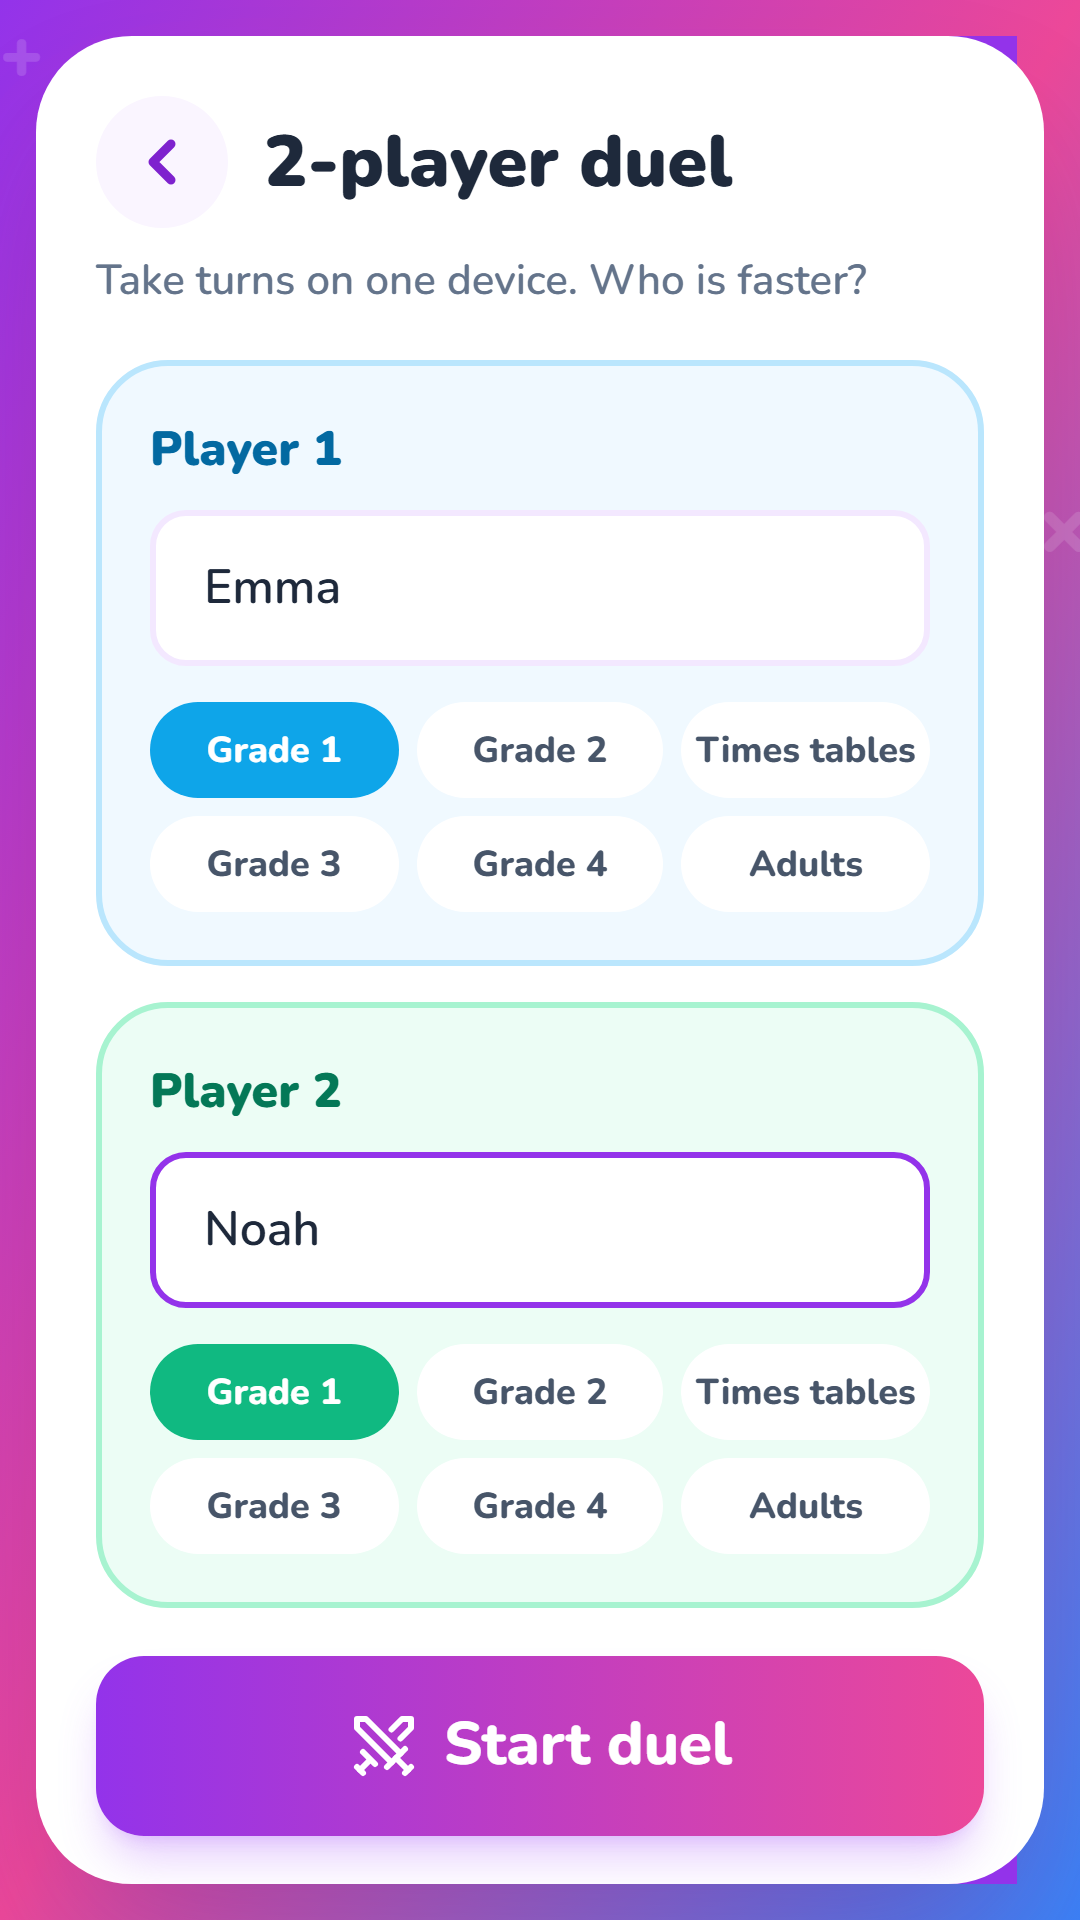 2-player duel
Take turns on one device. Who is faster?
Player 1
Emma
Grade 1 Grade 2 Times tables
Grade 3 Grade 4 Adults
Player 2
Noah
Grade 1 Grade 2 Times tables
Grade 3 Grade 4 Adults
Start duel